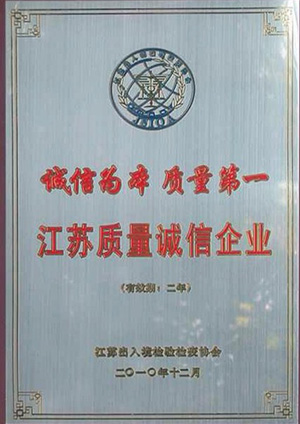 JSIQA
诚信为本 质量第一
江苏质量诚信企业
(有效期：二年)
江苏出入境检验检疫协会
二〇一〇年十二月